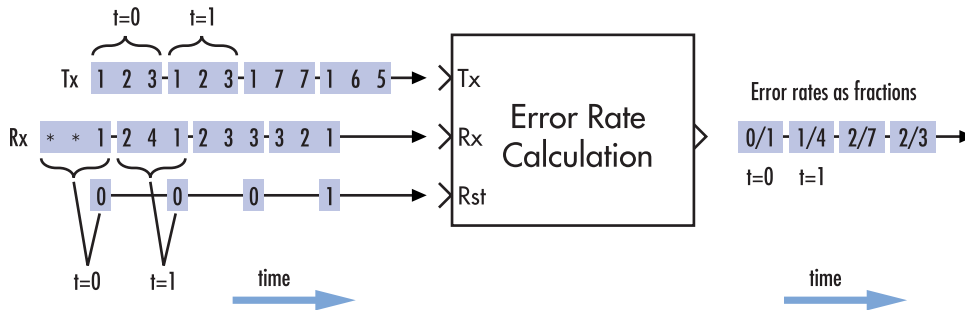 t=0 t=1
Tx 1 2 3 1 2 3 1 7 7 1 6 5
Rx * * 1 2 4 1 2 3 3 3 2 1
0 0 0 1
t=0 t=1
time
Tx
Rx
Rst
Error Rate
Calculation
Error rates as fractions
0/1 1/4 2/7 2/3
t=0 t=1
time